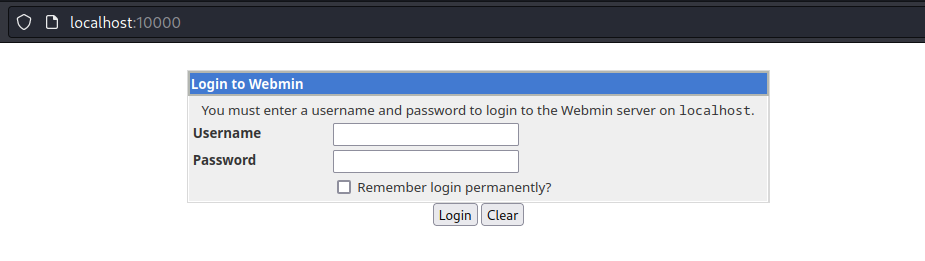 localhost:10000
Login to Webmin
You must enter a username and password to login to the Webmin server on localhost.
Username
Password
Remember login permanently?
Login Clear